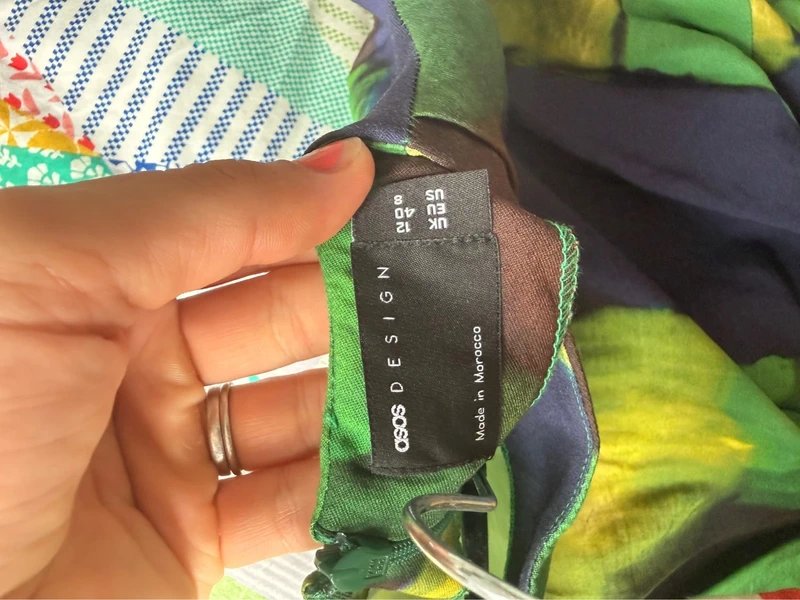 asos DESIGN
Made in Morocco
UK 12
EU 40
US 8